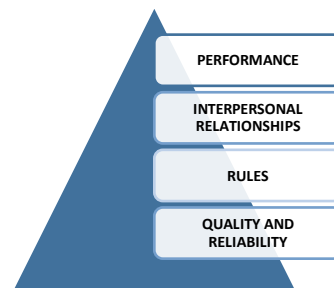 PERFORMANCE
INTERPERSONAL
RELATIONSHIPS
RULES
QUALITY AND
RELIABILITY